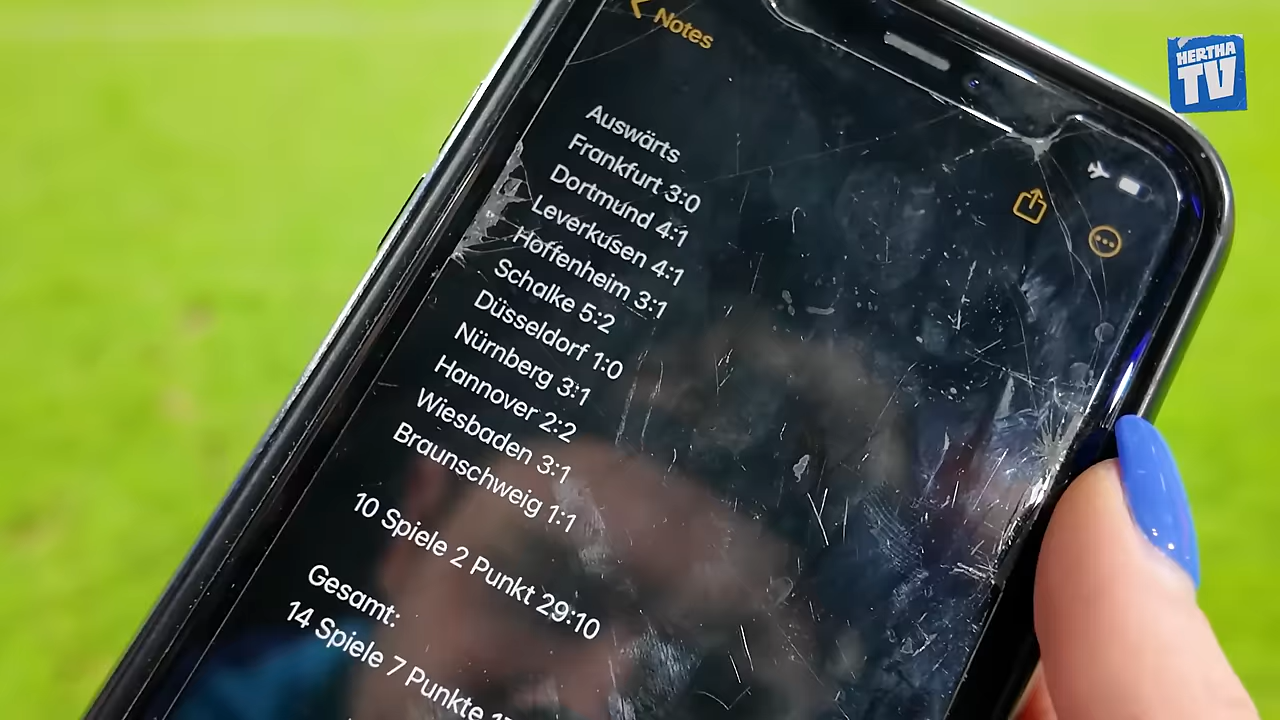 Notes
HERTHA
TV
Auswärts
Frankfurt 3:0
Dortmund 4:1
Leverkusen 4:1
Hoffenheim 3:1
Schalke 5:2
Düsseldorf 1:0
Nürnberg 3:1
Hannover 2:2
Wiesbaden 3:1
Braunschweig 1:1
10 Spiele 2 Punkt 29:10
Gesamt:
14 Spiele 7 Punkte